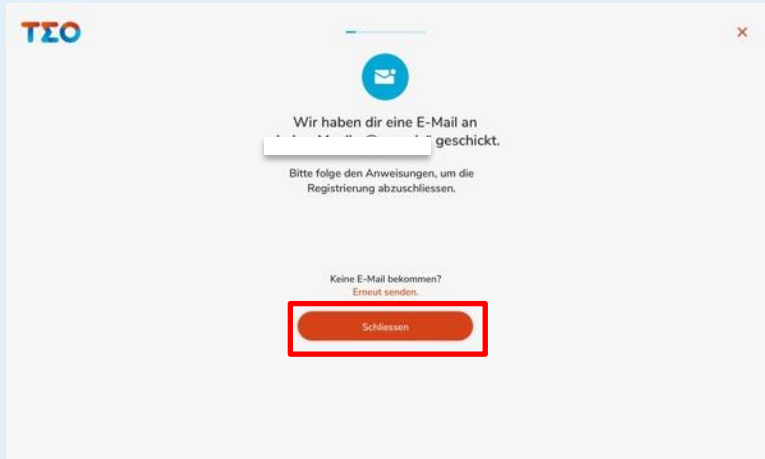 TΣO
Wir haben dir eine E-Mail an
geschickt.
Bitte folge den Anweisungen, um die
Registrierung abzuschliessen.
Keine E-Mail bekommen?
Erneut senden.
Schliessen